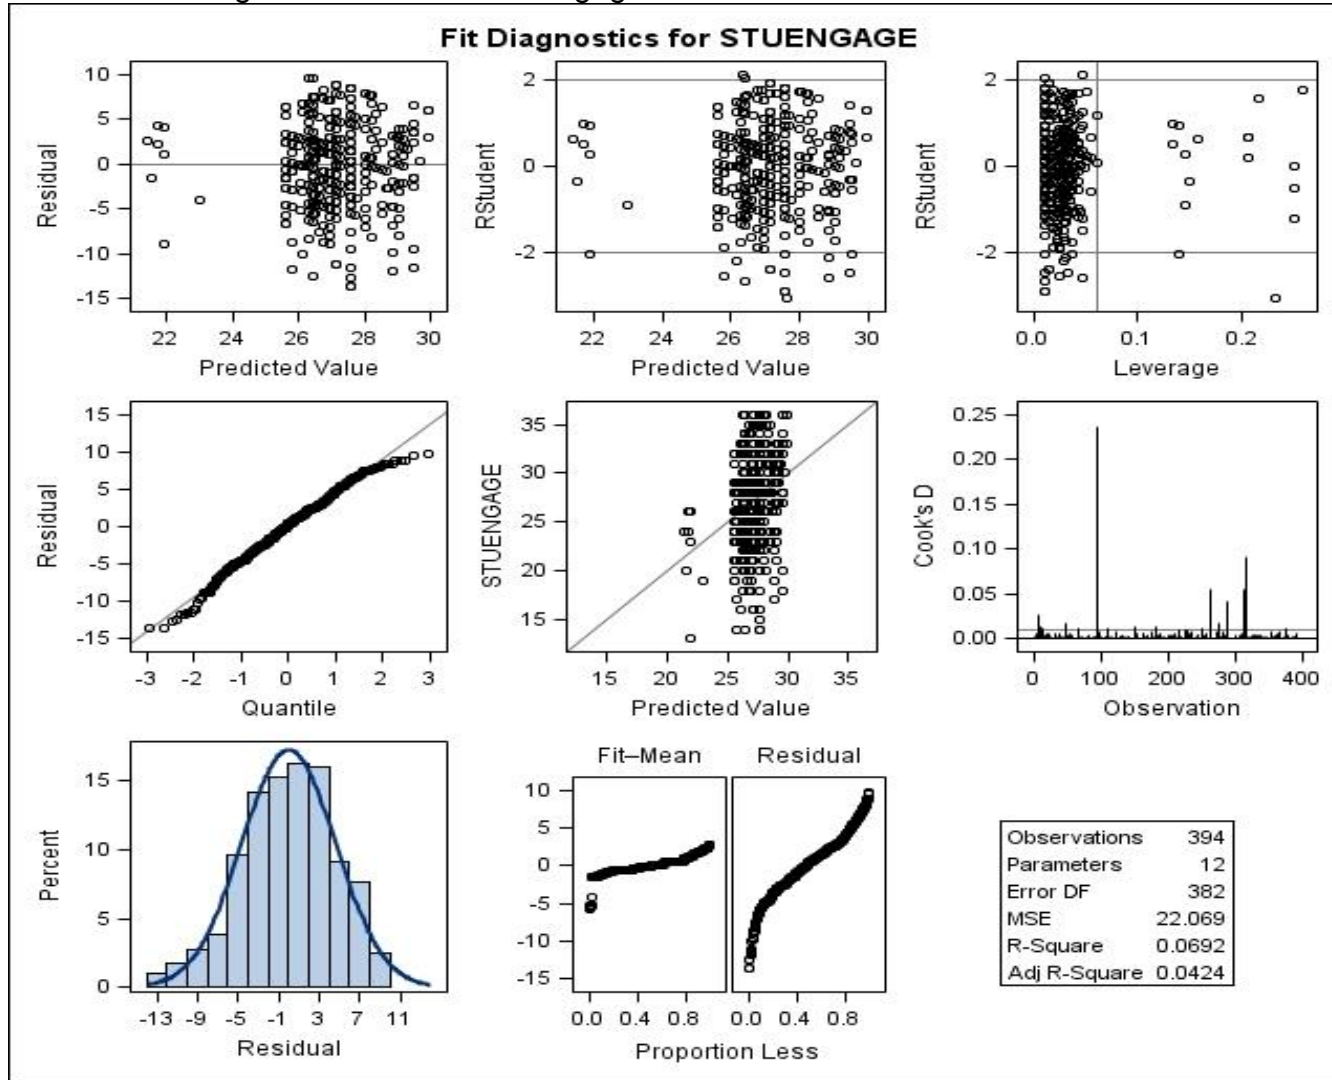 Fit Diagnostics for STUENGAGE
10
5
0
-5
-10
-15
Residual
22 24 26 28 30
Predicted Value
2
0
-2
RStudent
22 24 26 28 30
Predicted Value
2
0
-2
RStudent
0.0 0.1 0.2
Leverage
15
10
5
0
-5
-10
-15
Residual
-3 -2 -1 0 1 2 3
Quantile
35
30
25
20
15
STUENGAGE
15 20 25 30 35
Predicted Value
0.25
0.20
0.15
0.10
0.05
0.00
Cook's D
0 100 200 300 400
Observation
15
10
5
0
Percent
-13 -9 -5 -1 3 7 11
Residual
Fit–Mean Residual
10
5
0
-5
-10
-15
0.0 0.4 0.8 0.0 0.4 0.8
Proportion Less
Observations 394
Parameters 12
Error DF 382
MSE 22.069
R-Square 0.0692
Adj R-Square 0.0424